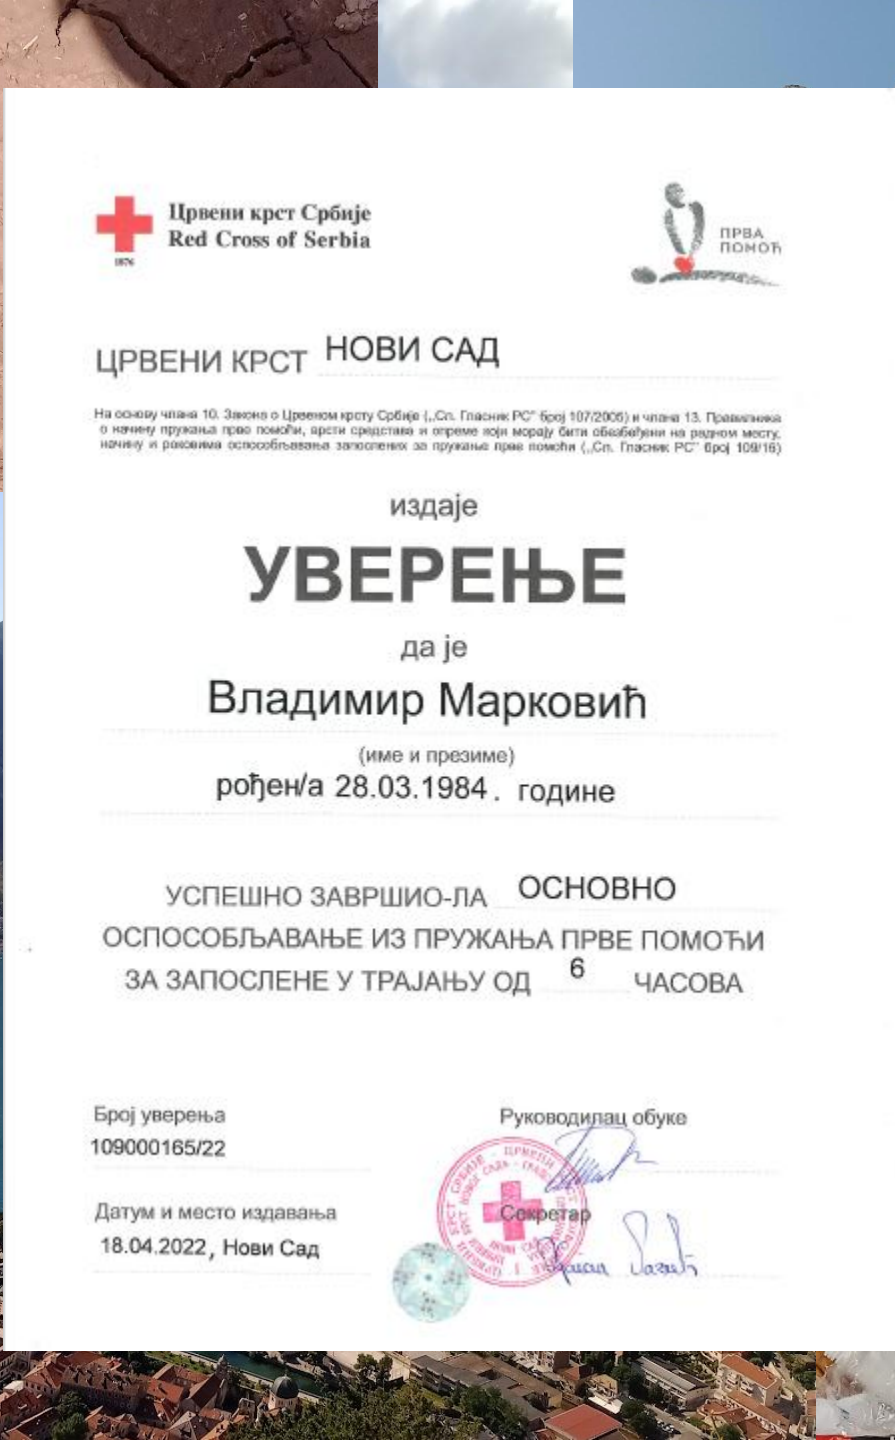 Црвени крст Србије
Red Cross of Serbia
1876
ПРВА
ПОМОЋ
ЦРВЕНИ КРСТ НОВИ САД
На основу члана 10. Закона о Црвеном крсту Србије („Сл. Гласник РС" број 107/2005) и члана 13. Правилника
о начину пружања прве помоћи, врсти средстава и опреме који морају бити обезбеђени на радном месту,
начину и роковима оспособљавања запослених за пружање прве помоћи („Сл. Гласник РС" број 109/16)
издаје
УВЕРЕЊЕ
да је
Владимир Марковић
(име и презиме)
рођен/а 28.03.1984. године
УСПЕШНО ЗАВРШИО-ЛА ОСНОВНО
ОСПОСОБЉАВАЊЕ ИЗ ПРУЖАЊА ПРВЕ ПОМОЋИ
ЗА ЗАПОСЛЕНЕ У ТРАЈАЊУ ОД 6 ЧАСОВА
Број уверења
109000165/22
Руководилац обуке
Датум и место издавања
18.04.2022, Нови Сад
Секретар